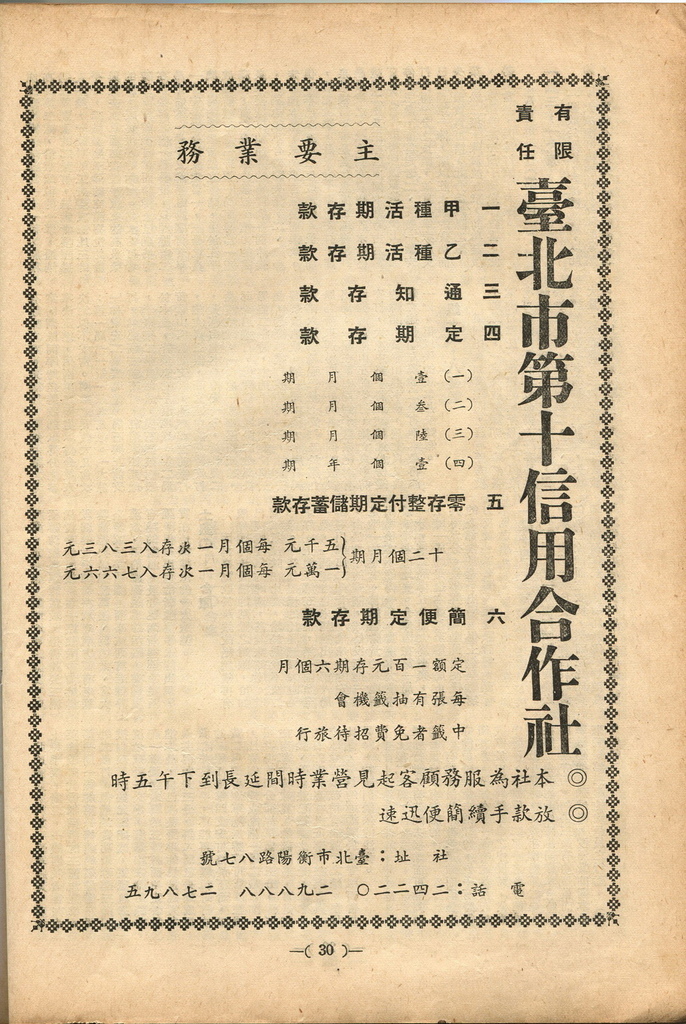 有限責任
臺北市第十信用合作社
主要業務
一 甲種活期存款
二 乙種活期存款
三 通知存款
四 定期存款
(一) 壹個月期
(二) 叁個月期
(三) 陸個月期
(四) 壹個年期
五 零存整付定期儲蓄存款
十二個月期
五千元 每個月一次存入三八三元
一萬元 每個月一次存入七六六元
六 簡便定期存款
定額一百元存期六個月
每張有抽籤機會
中籤者免費招待旅行
◎ 本社為服務顧客起見營業時間延長到下午五時
◎ 放款手續簡便迅速
社址:臺北市衡陽路八七號
電話:二四二二〇 二九八八八 二七八九五
—( 30 )—